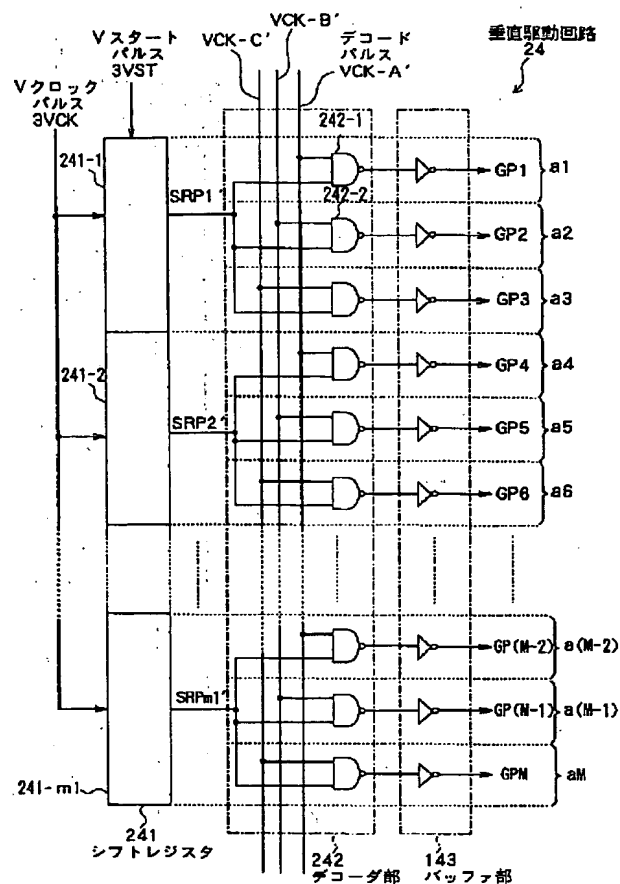 VCK-B'
垂直駆動回路
24
Vスタート
パルス
3VST
VCK-C'
デコード
パルス
VCK-A'
Vクロック
パルス
3VCK
241-1
SRP1'
242-1
GP1
a1
242-2
GP2
a2
GP3
a3
241-2
SRP2'
GP4
a4
GP5
a5
GP6
a6
SRPm1'
GP(M-2)
a(M-2)
GP(M-1)
a(M-1)
GPM
aM
241-m1
241
シフトレジスタ
242
デコーダ部
143
バッファ部